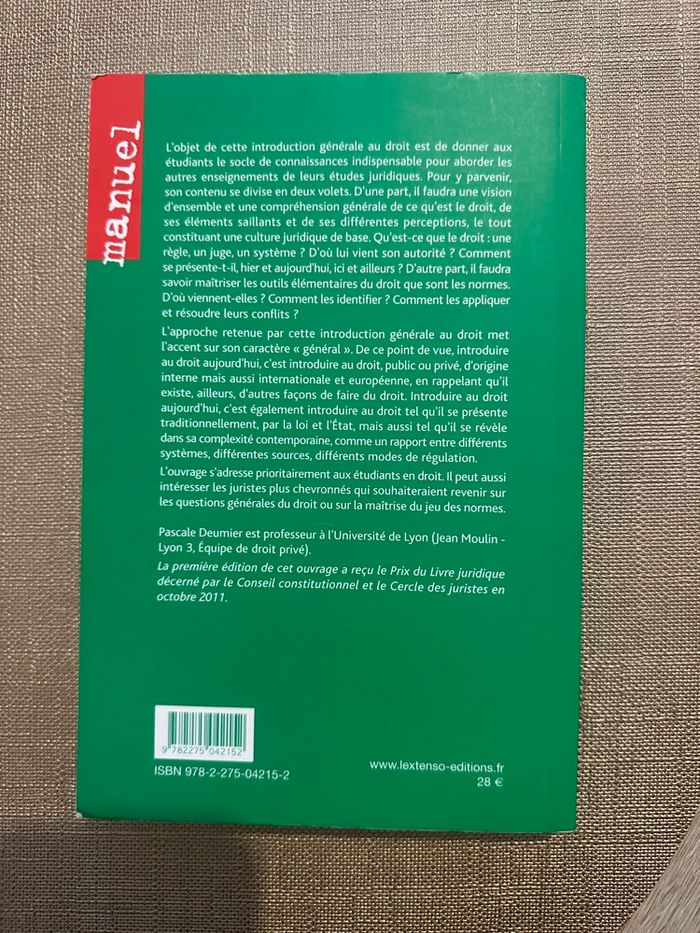 manuel
L'objet de cette introduction générale au droit est de donner aux
étudiants le socle de connaissances indispensable pour aborder les
autres enseignements de leurs études juridiques. Pour y parvenir,
son contenu se divise en deux volets. D'une part, il faudra une vision
d'ensemble et une compréhension générale de ce qu'est le droit, de
ses éléments saillants et de ses différentes perceptions, le tout
constituant une culture juridique de base. Qu'est-ce que le droit : une
règle, un juge, un système ? D'où lui vient son autorité ? Comment
se présente-t-il, hier et aujourd'hui, ici et ailleurs ? D'autre part, il faudra
savoir maîtriser les outils élémentaires du droit que sont les normes.
D'où viennent-elles ? Comment les identifier ? Comment les appliquer
et résoudre leurs conflits ?
L'approche retenue par cette introduction générale au droit met
l'accent sur son caractère « général ». De ce point de vue, introduire
au droit aujourd'hui, c'est introduire au droit, public ou privé, d'origine
interne mais aussi internationale et européenne, en rappelant qu'il
existe, ailleurs, d'autres façons de faire du droit. Introduire au droit
aujourd'hui, c'est également introduire au droit tel qu'il se présente
traditionnellement, par la loi et l'État, mais aussi tel qu'il se révèle
dans sa complexité contemporaine, comme un rapport entre différents
systèmes, différentes sources, différents modes de régulation.
L'ouvrage s'adresse prioritairement aux étudiants en droit. Il peut aussi
intéresser les juristes plus chevronnés qui souhaiteraient revenir sur
les questions générales du droit ou sur la maîtrise du jeu des normes.
Pascale Deumier est professeur à l'Université de Lyon (Jean Moulin -
Lyon 3, Équipe de droit privé).
La première édition de cet ouvrage a reçu le Prix du Livre juridique
décerné par le Conseil constitutionnel et le Cercle des juristes en
octobre 2011.
9 782275 042152
ISBN 978-2-275-04215-2
www.lextenso-editions.fr
28 €